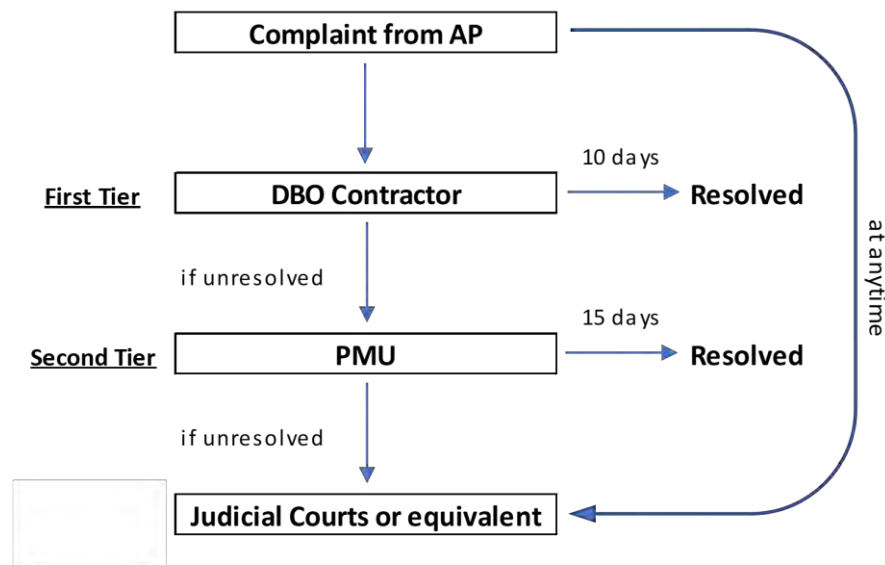 Complaint from AP
10 days
First Tier
DBO Contractor
Resolved
if unresolved
15 days
Second Tier
PMU
Resolved
if unresolved
Judicial Courts or equivalent
at anytime